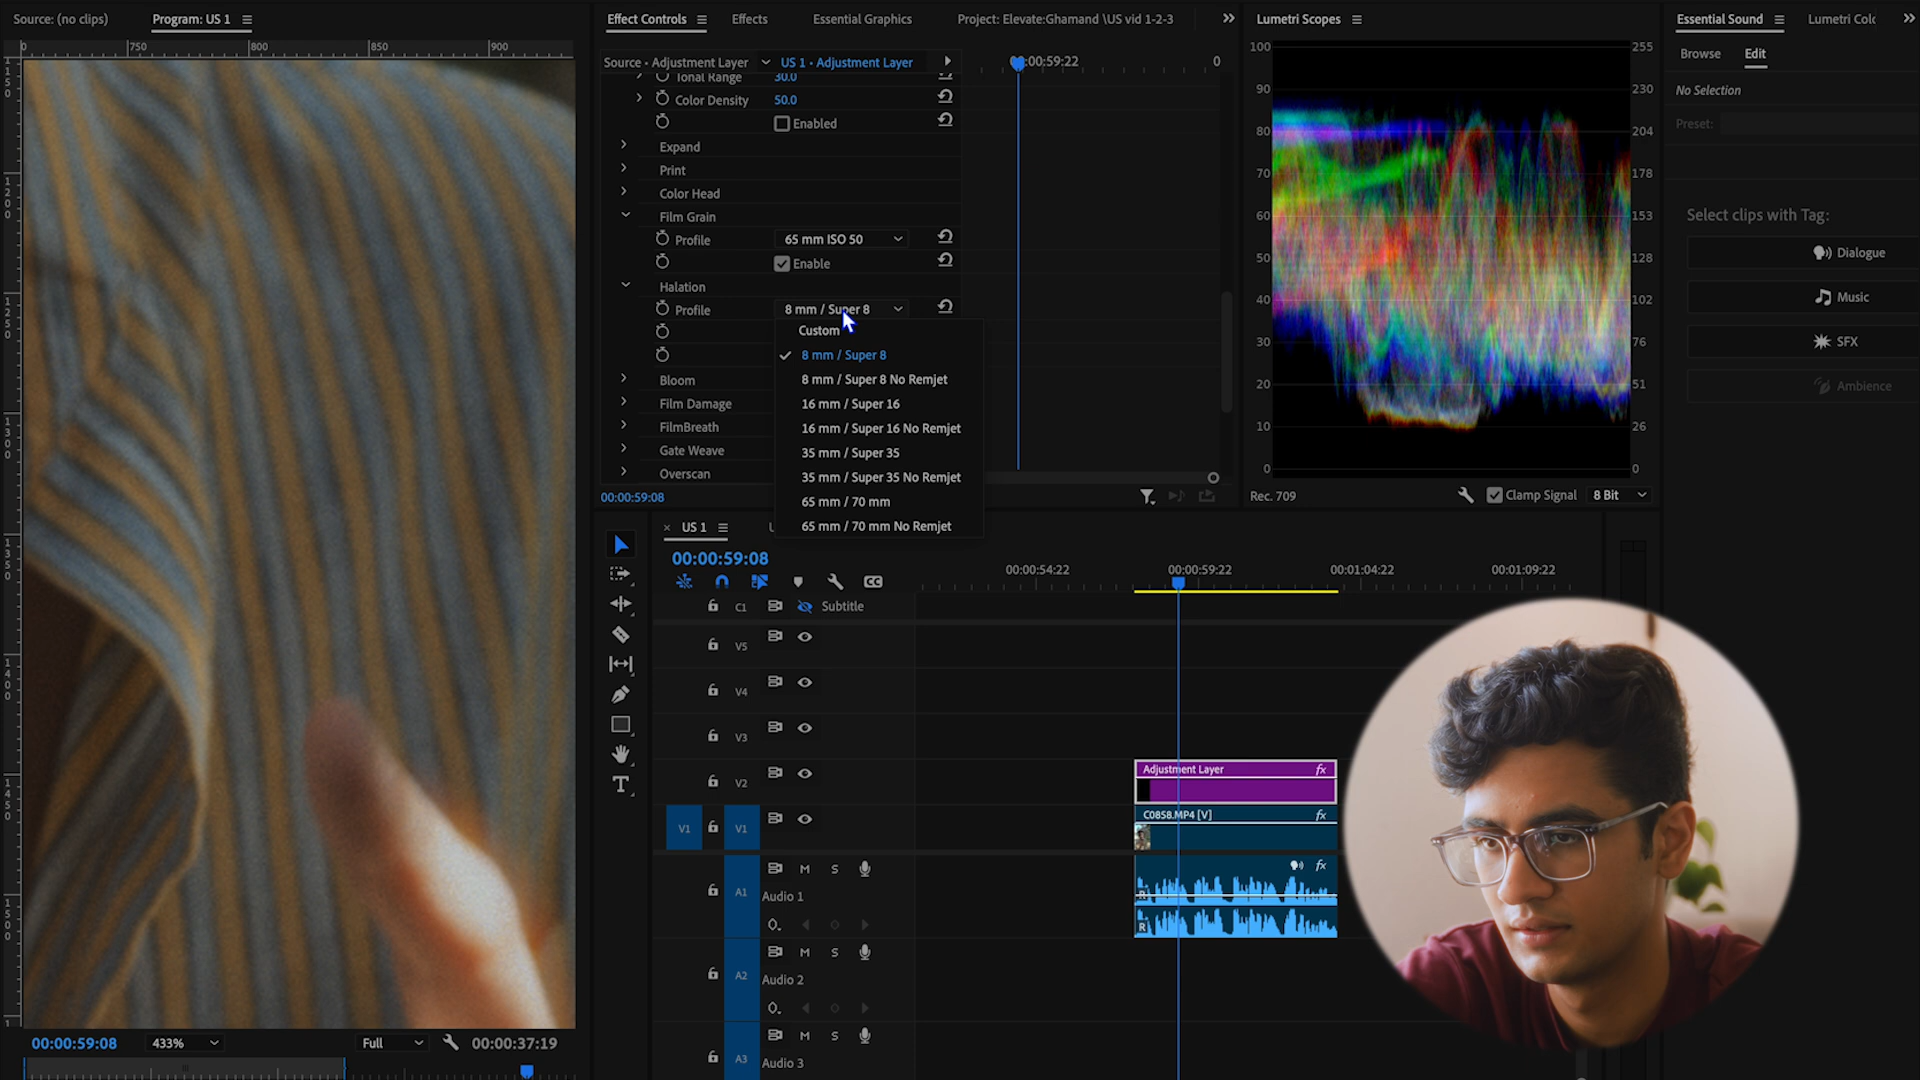 Source: (no clips)
Program: US 1
0
750
800
850
900
Effect Controls
Effects
Essential Graphics
Project: Elevate:Ghamand \US vid 1-2-3
Source • Adjustment Layer
US 1 • Adjustment Layer
:00:59:22
0
Tonal Range
30.0
Color Density
50.0
Enabled
Expand
Print
Color Head
Film Grain
Profile
65 mm ISO 50
Enable
Halation
Profile
8 mm / Super 8
Custom
8 mm / Super 8
8 mm / Super 8 No Remjet
16 mm / Super 16
16 mm / Super 16 No Remjet
35 mm / Super 35
35 mm / Super 35 No Remjet
65 mm / 70 mm
65 mm / 70 mm No Remjet
Bloom
Film Damage
FilmBreath
Gate Weave
Overscan
00:00:59:08
Lumetri Scopes
100 255
90 230
80 204
70 178
60 153
50 128
40 102
30 76
20 51
10 26
0 0
Rec. 709
Clamp Signal
8 Bit
Essential Sound
Lumetri Colo
Browse
Edit
No Selection
Preset:
Select clips with Tag:
Dialogue
Music
SFX
Ambience
US 1
00:00:59:08
00:00:54:22
00:00:59:22
00:01:04:22
00:01:09:22
CC
C1
Subtitle
V5
V4
V3
V2
V1
V1
Adjustment Layer
fx
C0858.MP4 [V]
fx
fx
R
R
A1
M
S
Audio 1
A2
M
S
Audio 2
A3
M
S
Audio 3
00:00:59:08
433%
Full
00:00:37:19